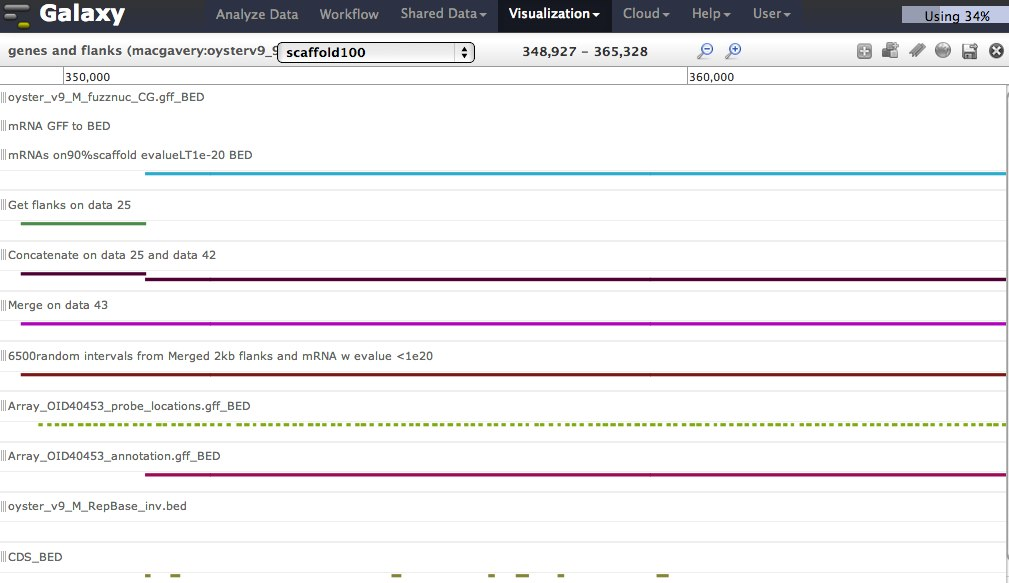 Galaxy Analyze Data Workflow Shared Data Visualization Cloud Help User Using 34%
genes and flanks (macgavery:oysterv9_9 scaffold100 348,927 - 365,328
350,000 360,000
oyster_v9_M_fuzznuc_CG.gff_BED
mRNA GFF to BED
mRNAs on90%scaffold evalueLT1e-20 BED
Get flanks on data 25
Concatenate on data 25 and data 42
Merge on data 43
6500random intervals from Merged 2kb flanks and mRNA w evalue <1e20
Array_OID40453_probe_locations.gff_BED
Array_OID40453_annotation.gff_BED
oyster_v9_M_RepBase_inv.bed
CDS_BED